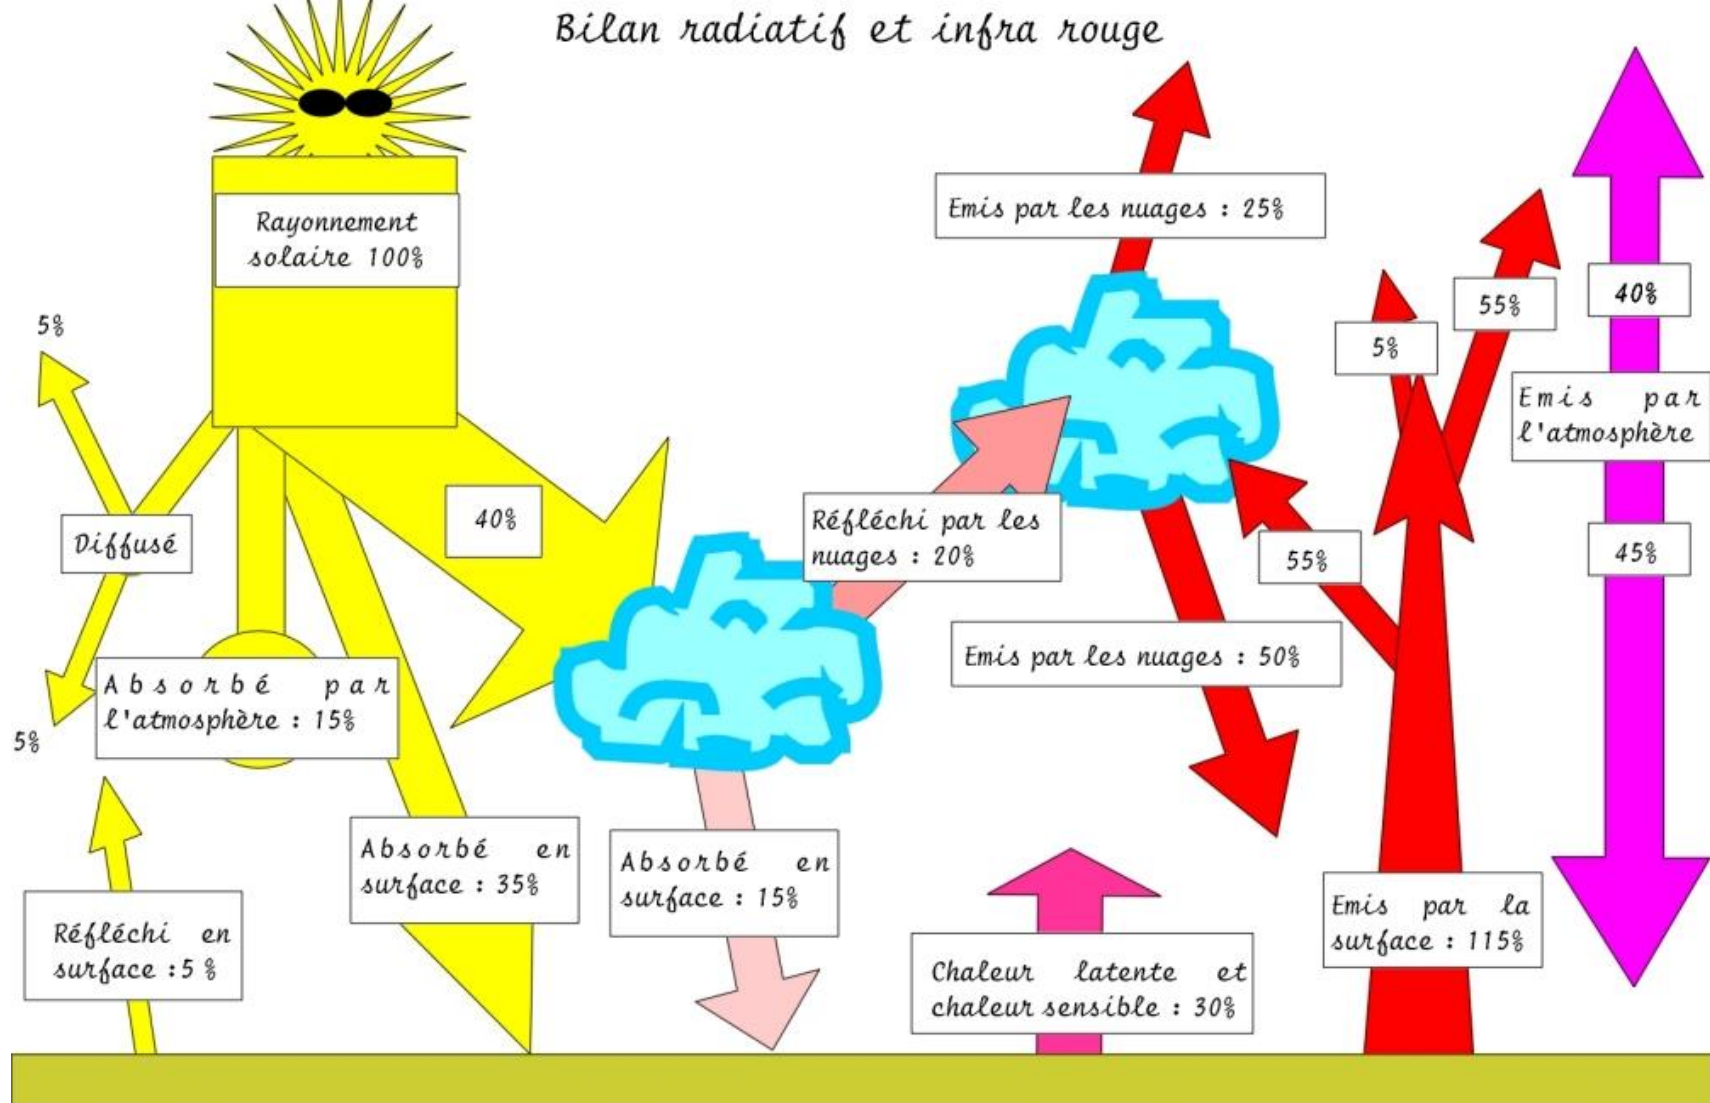 Bilan radiatif et infra rouge
Rayonnement
solaire 100%
5%
Diffusé
5%
Absorbé par
l'atmosphère : 15%
Réfléchi en
surface :5 %
40%
Absorbé en
surface : 35%
Absorbé en
surface : 15%
Réfléchi par les
nuages : 20%
Emis par les nuages : 25%
Emis par les nuages : 50%
55%
5%
55%
40%
Emis par
l'atmosphère
45%
Chaleur latente et
chaleur sensible : 30%
Emis par la
surface : 115%